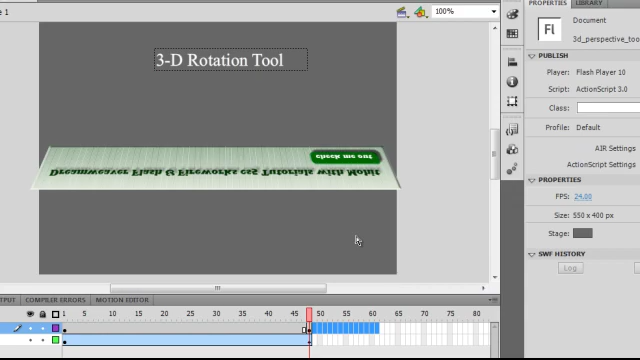 e 1
100%
PROPERTIES
LIBRARY
Fl
Document
3d_perspective_too
PUBLISH
Player: Flash Player 10
Script: ActionScript 3.0
Class:
Profile: Default
AIR Settings
ActionScript Settings
PROPERTIES
FPS: 24.00
Size: 550 x 400 px
Stage:
SWF HISTORY
Log
3-D Rotation Tool
check me out
Dreamweaver Flash & Fireworks cs5 Tutorials with Mohit
TPUT
COMPILER ERRORS
MOTION EDITOR
1 5 10 15 20 25 30 35 40 45 50 55 60 65 70 75 80